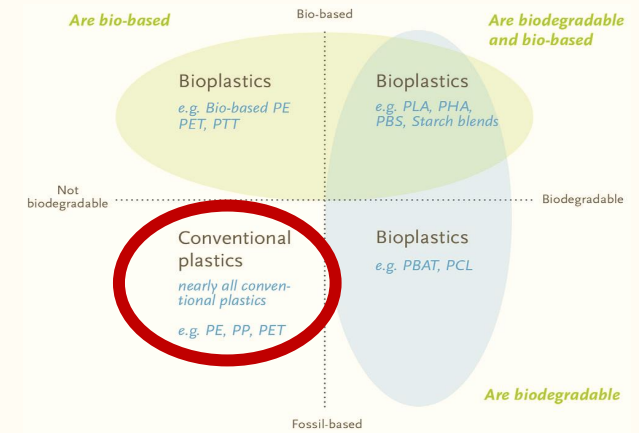 Bio-based
Are bio-based
Are biodegradable
and bio-based
Bioplastics
e.g. Bio-based PE
PET, PTT
Bioplastics
e.g. PLA, PHA,
PBS, Starch blends
Not
biodegradable
Biodegradable
Conventional
plastics
nearly all conven-
tional plastics
e.g. PE, PP, PET
Bioplastics
e.g. PBAT, PCL
Are biodegradable
Fossil-based